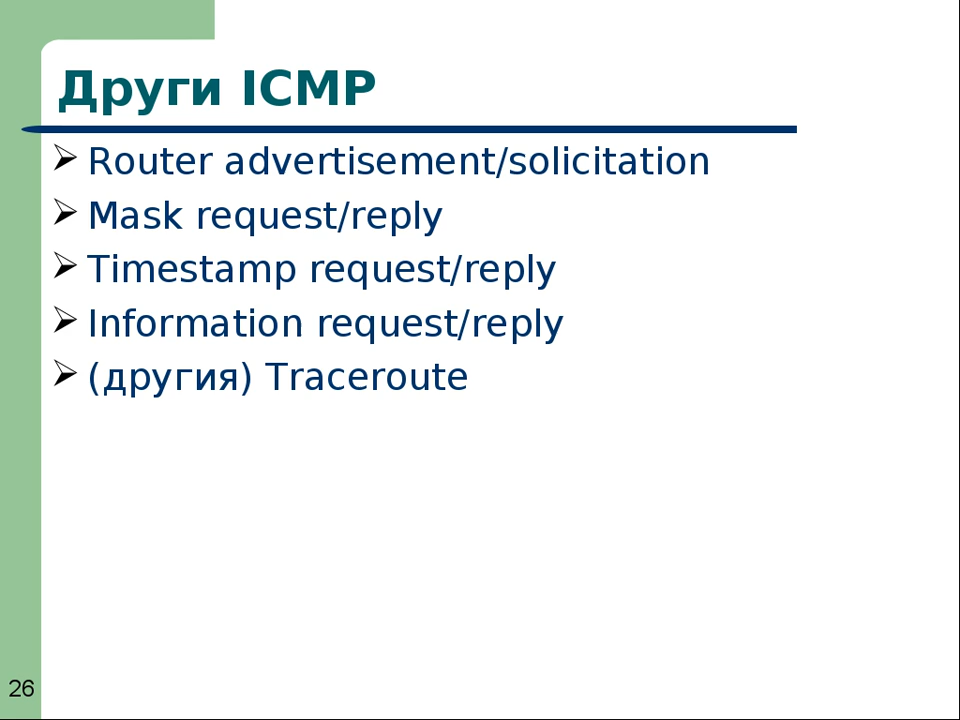 Други ICMP
Router advertisement/solicitation
Mask request/reply
Timestamp request/reply
Information request/reply
(другия) Traceroute
26